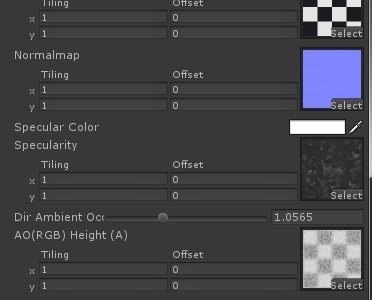 Tiling Offset
x 1 0
y 1 0 Select
Normalmap
Tiling Offset
x 1 0
y 1 0 Select
Specular Color
Specularity
Tiling Offset
x 1 0
y 1 0 Select
Dir Ambient Occ 1.0565
AO(RGB) Height (A)
Tiling Offset
x 1 0
y 1 0 Select